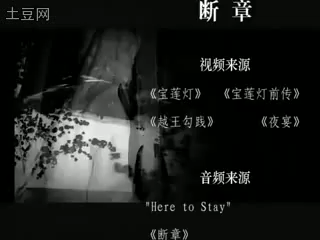 土豆网
断章
视频来源
《宝莲灯》 《宝莲灯前传》
《越王勾践》 《夜宴》
音频来源
"Here to Stay"
《断章》